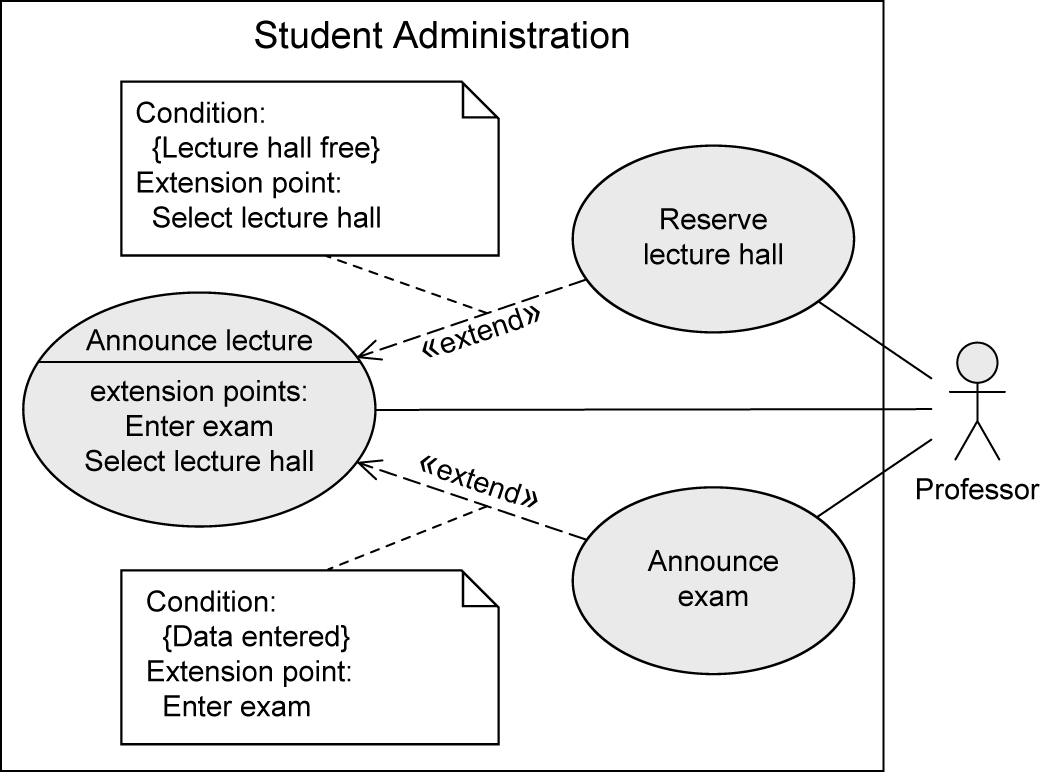 Student Administration
Condition:
{Lecture hall free}
Extension point:
Select lecture hall
Reserve
lecture hall
«extend»
Announce lecture
extension points:
Enter exam
Select lecture hall
«extend»
Professor
Announce
exam
Condition:
{Data entered}
Extension point:
Enter exam